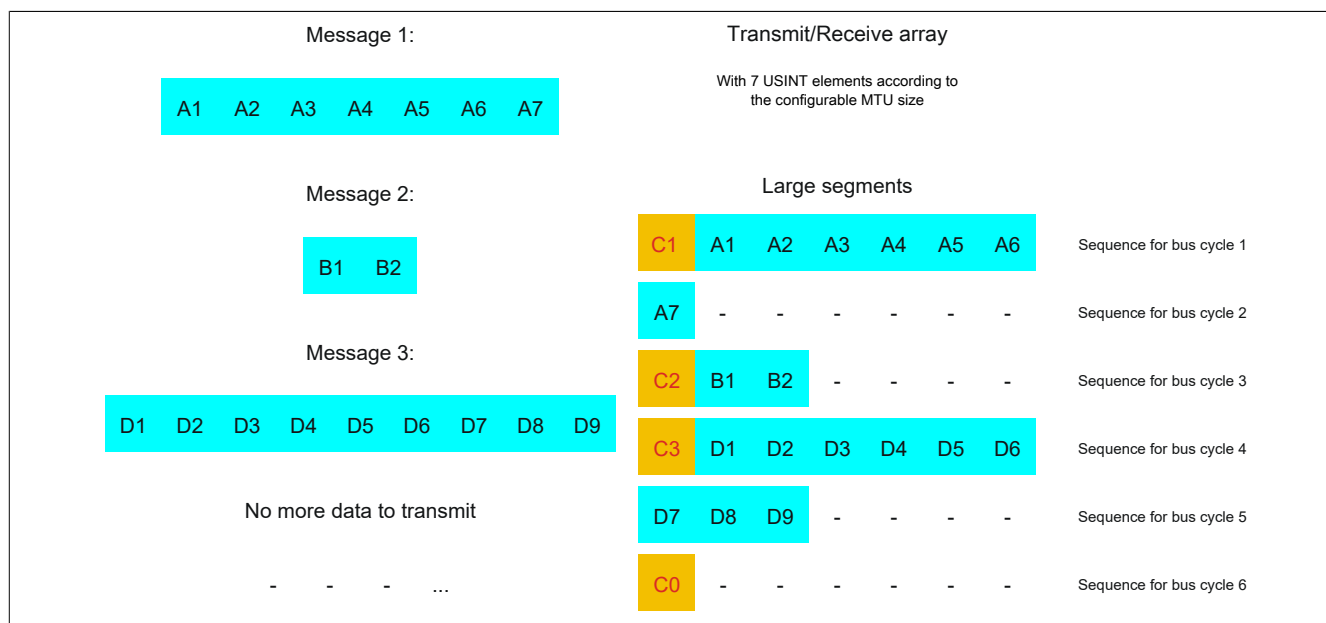 Message 1:
A1 A2 A3 A4 A5 A6 A7
Message 2:
B1 B2
Message 3:
D1 D2 D3 D4 D5 D6 D7 D8 D9
No more data to transmit
- - - ...
Transmit/Receive array
With 7 USINT elements according to
the configurable MTU size
Large segments
C1 A1 A2 A3 A4 A5 A6 Sequence for bus cycle 1
A7 - - - - - - Sequence for bus cycle 2
C2 B1 B2 - - - - Sequence for bus cycle 3
C3 D1 D2 D3 D4 D5 D6 Sequence for bus cycle 4
D7 D8 D9 - - - - Sequence for bus cycle 5
C0 - - - - - - Sequence for bus cycle 6